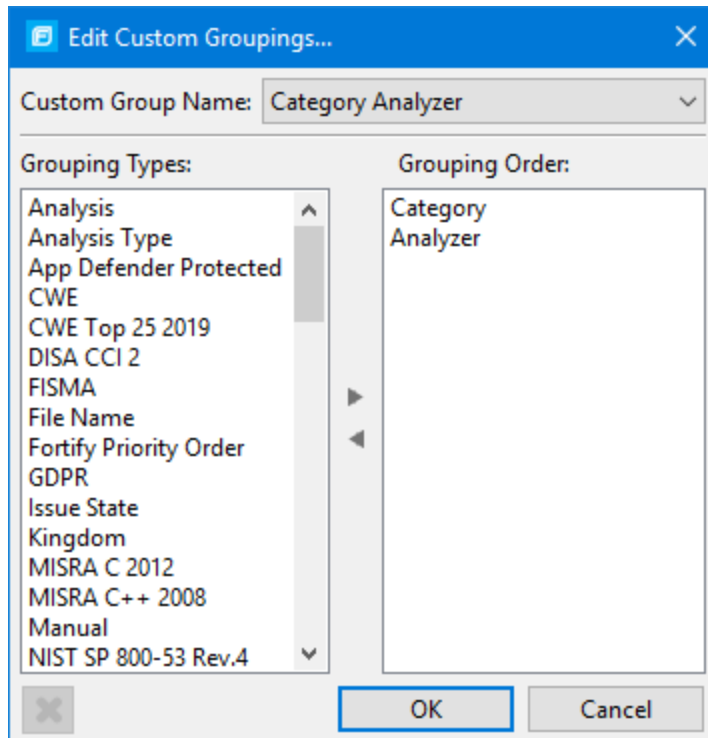 Edit Custom Groupings...
Custom Group Name: Category Analyzer
Grouping Types:
Analysis
Analysis Type
App Defender Protected
CWE
CWE Top 25 2019
DISA CCI 2
FISMA
File Name
Fortify Priority Order
GDPR
Issue State
Kingdom
MISRA C 2012
MISRA C++ 2008
Manual
NIST SP 800-53 Rev.4
Grouping Order:
Category
Analyzer
OK
Cancel